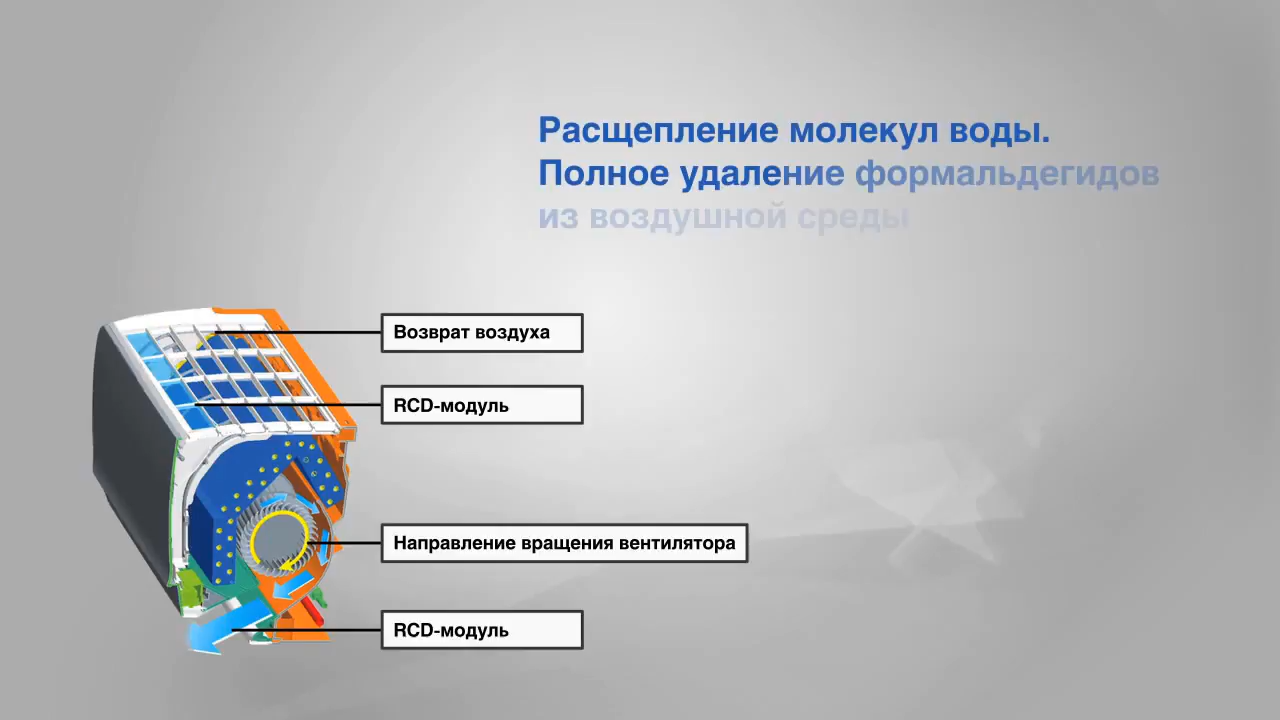 Расщепление молекул воды.
Полное удаление формальдегидов
из воздушной среды
Возврат воздуха
RCD-модуль
Направление вращения вентилятора
RCD-модуль